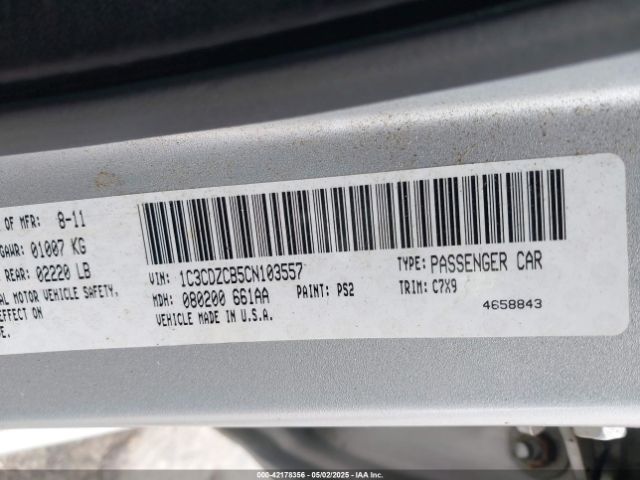 OF MFR: 8-11
GAWR: 01007 KG
REAR: 02220 LB
AL MOTOR VEHICLE SAFETY,
EFFECT ON
E.
VIN: 1C3CDZCB5CN103557
TYPE: PASSENGER CAR
MDH: 080200 661AA
PAINT: PS2
TRIM: C7X9
VEHICLE MADE IN U.S.A.
4658843
000-42178356 - 05/02/2025 - IAA Inc.